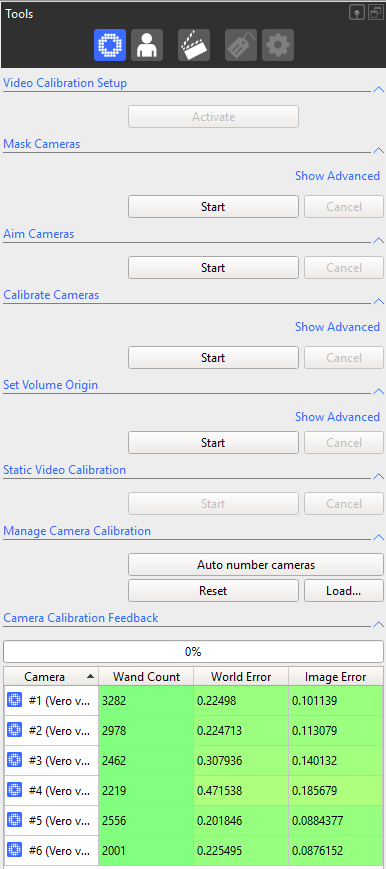 Tools
Video Calibration Setup
Activate
Mask Cameras
Show Advanced
Start Cancel
Aim Cameras
Start Cancel
Calibrate Cameras
Show Advanced
Start Cancel
Set Volume Origin
Show Advanced
Start Cancel
Static Video Calibration
Start Cancel
Manage Camera Calibration
Auto number cameras
Reset Load...
Camera Calibration Feedback
0%
Camera Wand Count World Error Image Error
#1 (Vero v... 3282 0.22498 0.101139
#2 (Vero v... 2978 0.224713 0.113079
#3 (Vero v... 2462 0.307936 0.140132
#4 (Vero v... 2219 0.471538 0.185679
#5 (Vero v... 2556 0.201846 0.0884377
#6 (Vero v... 2001 0.225495 0.0876152